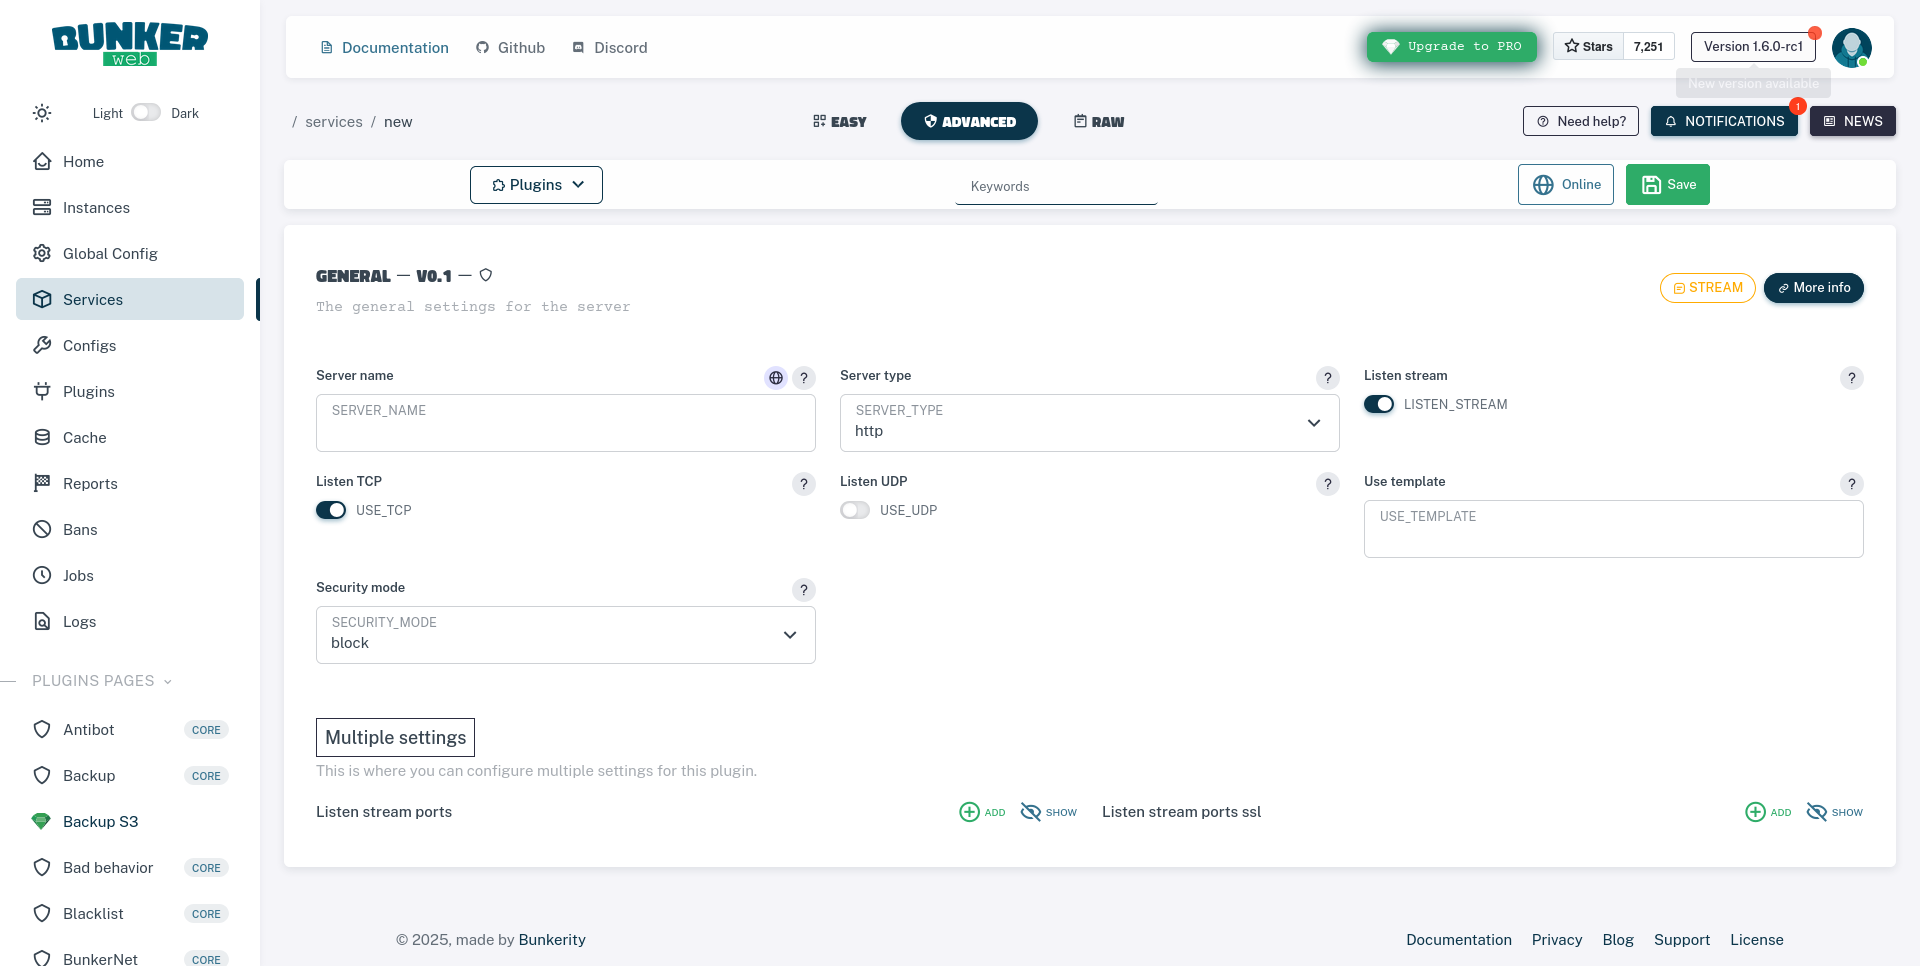 BUNKER
web
Documentation
Github
Discord
Upgrade to PRO
Stars
7,251
Version 1.6.0-rc1
New version available
Light
Dark
/ services / new
EASY
ADVANCED
RAW
Need help?
NOTIFICATIONS
1
NEWS
Plugins
Keywords
Online
Save
Home
Instances
Global Config
Services
Configs
Plugins
Cache
Reports
Bans
Jobs
Logs
PLUGINS PAGES
Antibot CORE
Backup CORE
Backup S3
Bad behavior CORE
Blacklist CORE
BunkerNet CORE
GENERAL — V0.1 —
The general settings for the server
STREAM
More info
Server name
?
SERVER_NAME
Server type
?
SERVER_TYPE
http
Listen stream
?
LISTEN_STREAM
Listen TCP
?
USE_TCP
Listen UDP
?
USE_UDP
Use template
?
USE_TEMPLATE
Security mode
?
SECURITY_MODE
block
Multiple settings
This is where you can configure multiple settings for this plugin.
Listen stream ports
ADD
SHOW
Listen stream ports ssl
ADD
SHOW
© 2025, made by Bunkerity
Documentation
Privacy
Blog
Support
License